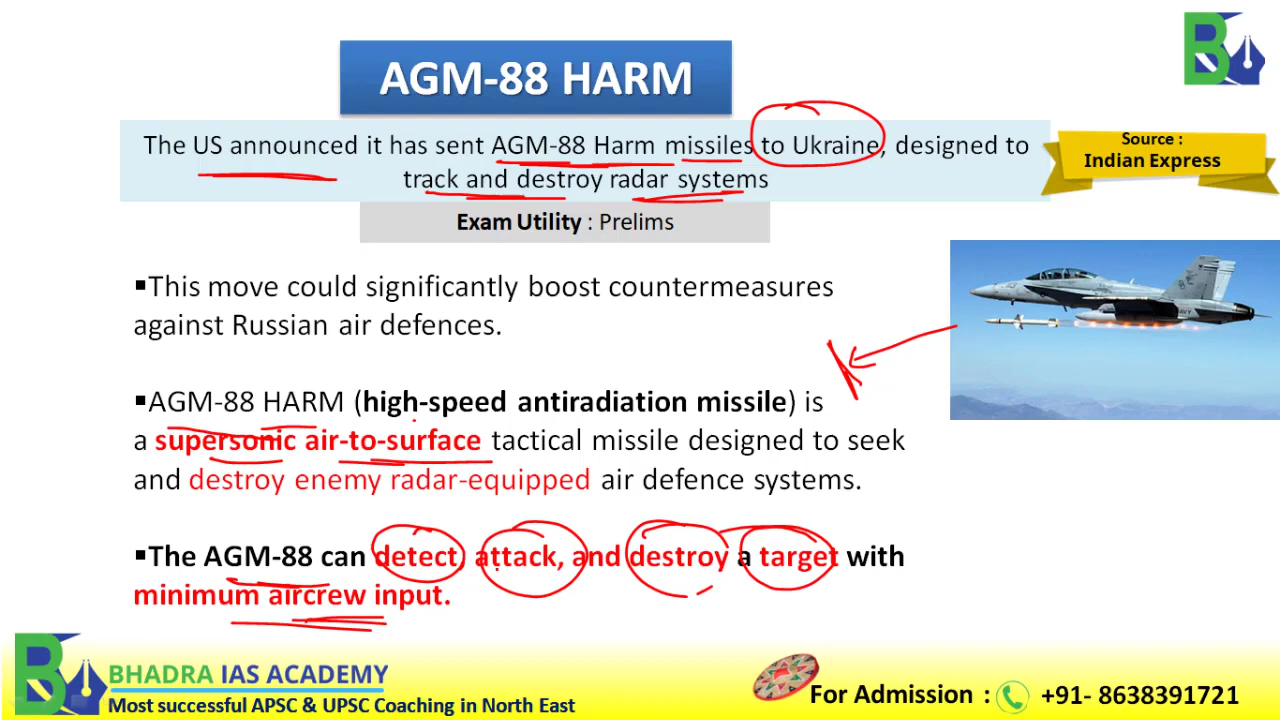 AGM-88 HARM
The US announced it has sent AGM-88 Harm missiles to Ukraine, designed to
track and destroy radar systems
Source :
Indian Express
Exam Utility : Prelims
▪This move could significantly boost countermeasures
against Russian air defences.
▪AGM-88 HARM (high-speed antiradiation missile) is
a supersonic air-to-surface tactical missile designed to seek
and destroy enemy radar-equipped air defence systems.
▪The AGM-88 can detect, attack, and destroy a target with
minimum aircrew input.
BHADRA IAS ACADEMY
Most successful APSC & UPSC Coaching in North East
For Admission : +91- 8638391721